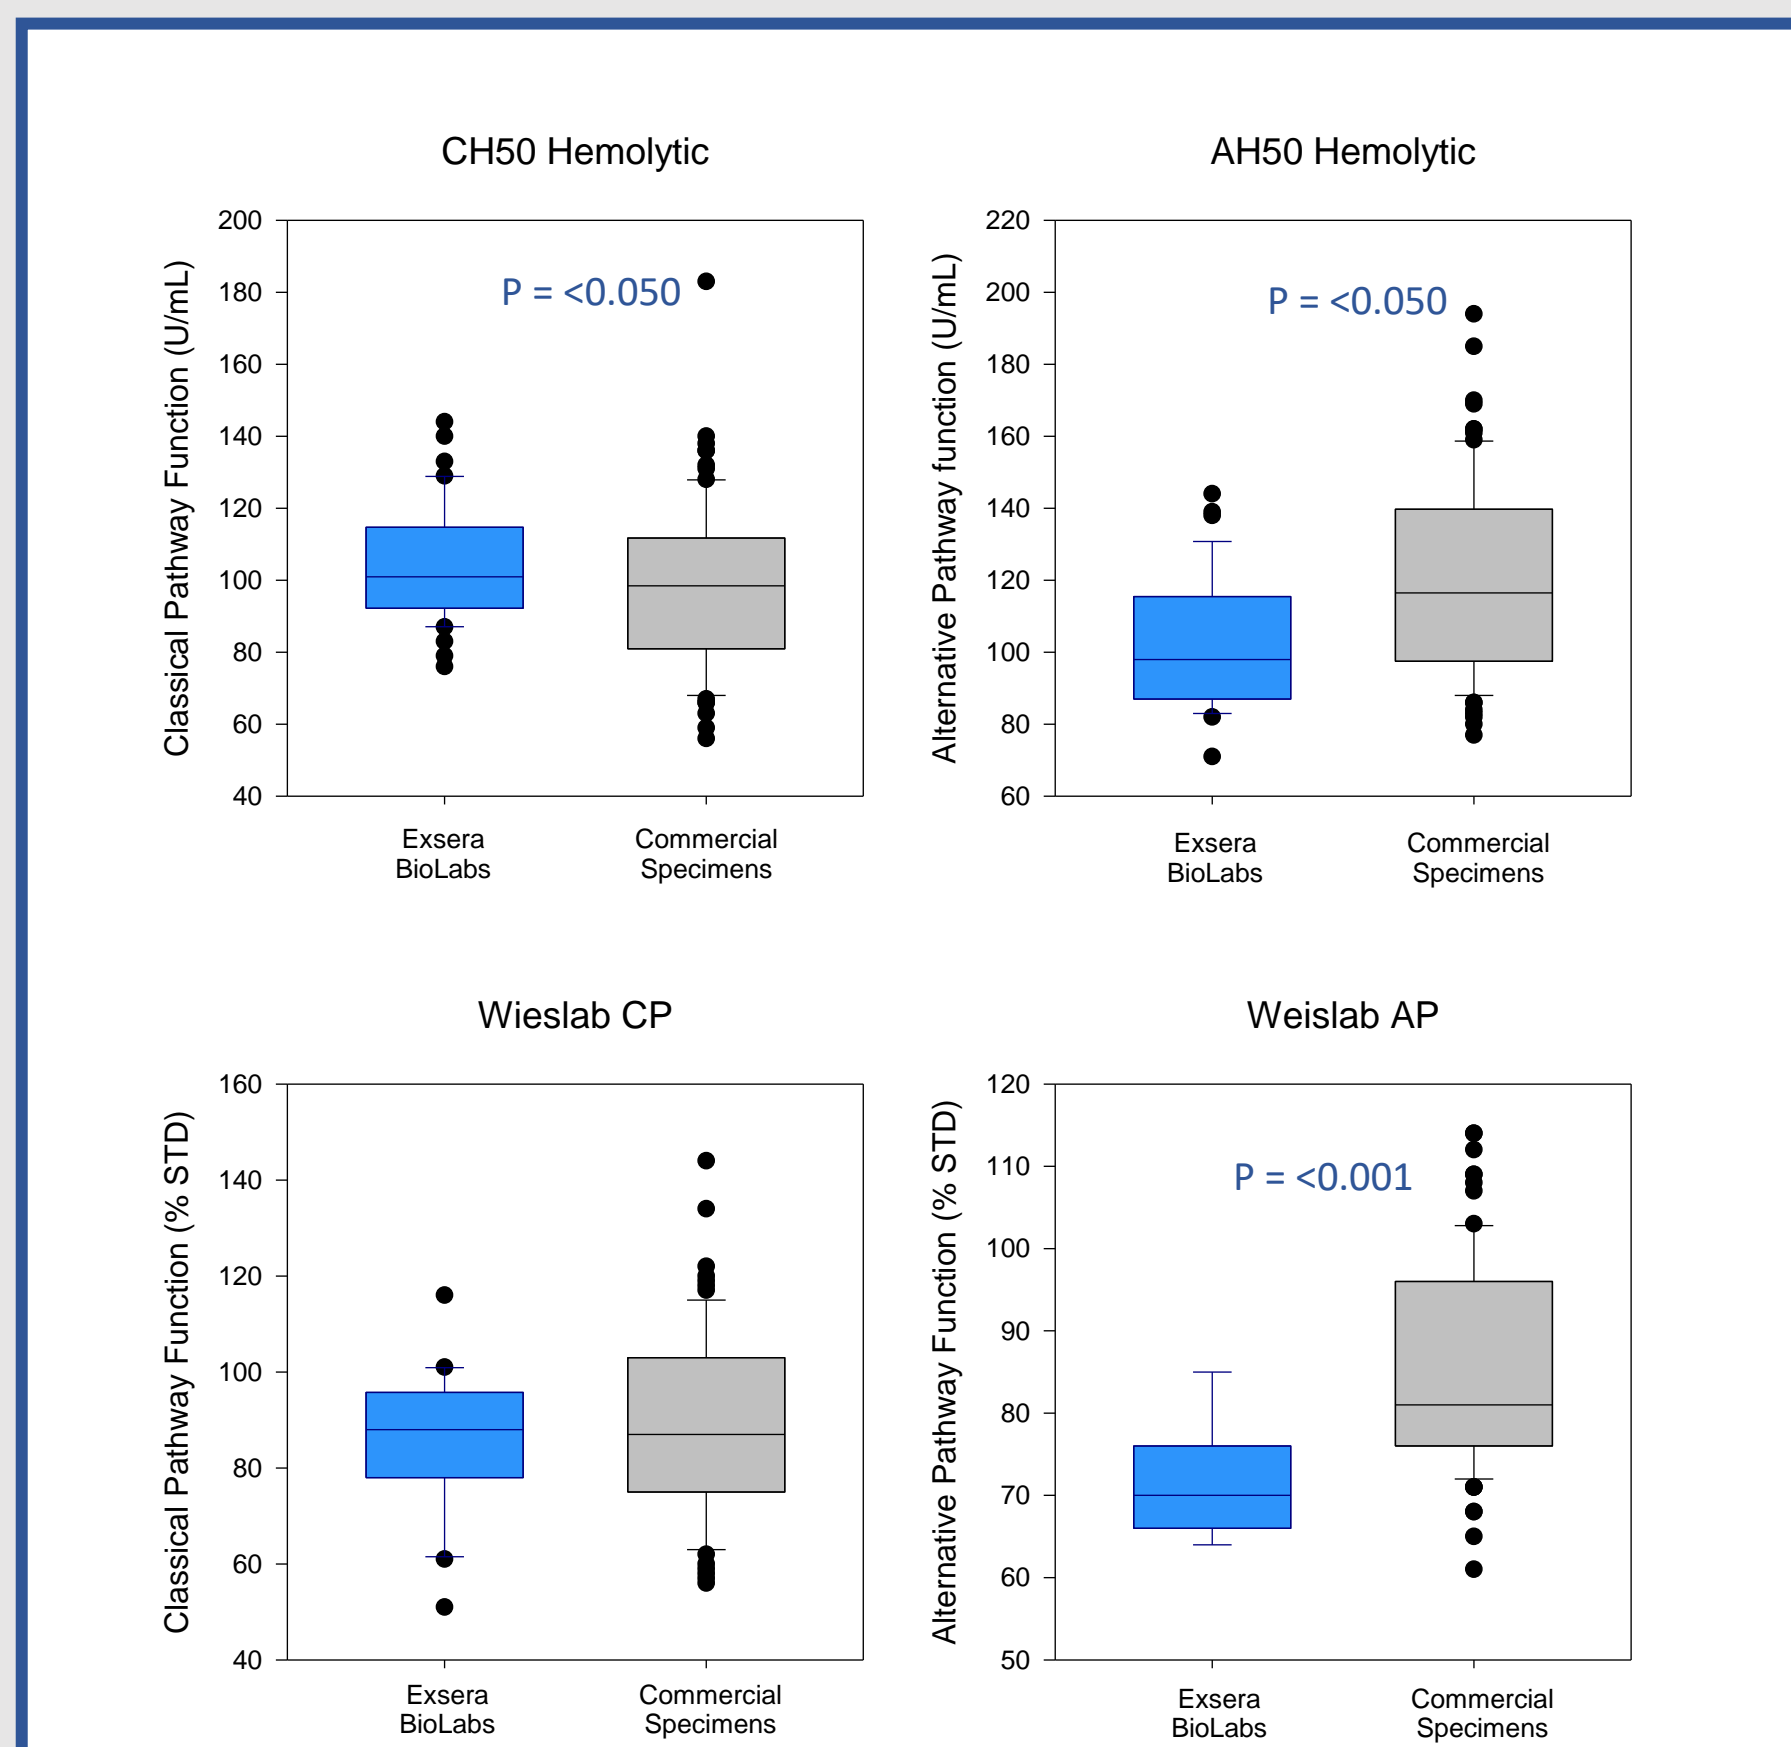 CH50 Hemolytic
Classical Pathway Function (U/mL)
200
180
160
140
120
100
80
60
40
P = <0.050
Exsera
BioLabs
Commercial
Specimens
AH50 Hemolytic
Alternative Pathway function (U/mL)
220
200
180
160
140
120
100
80
60
P = <0.050
Exsera
BioLabs
Commercial
Specimens
Wieslab CP
Classical Pathway Function (% STD)
160
140
120
100
80
60
40
Exsera
BioLabs
Commercial
Specimens
Weislab AP
Alternative Pathway Function (% STD)
120
110
100
90
80
70
60
50
P = <0.001
Exsera
BioLabs
Commercial
Specimens